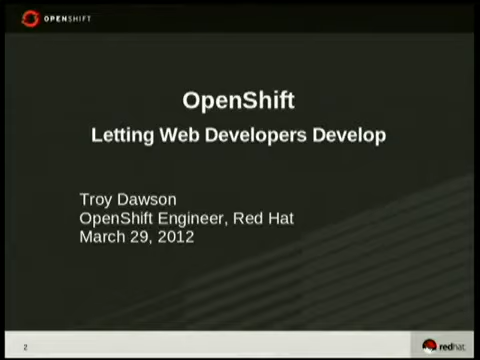 OPENSHIFT
OpenShift
Letting Web Developers Develop
Troy Dawson
OpenShift Engineer, Red Hat
March 29, 2012
2
redhat.